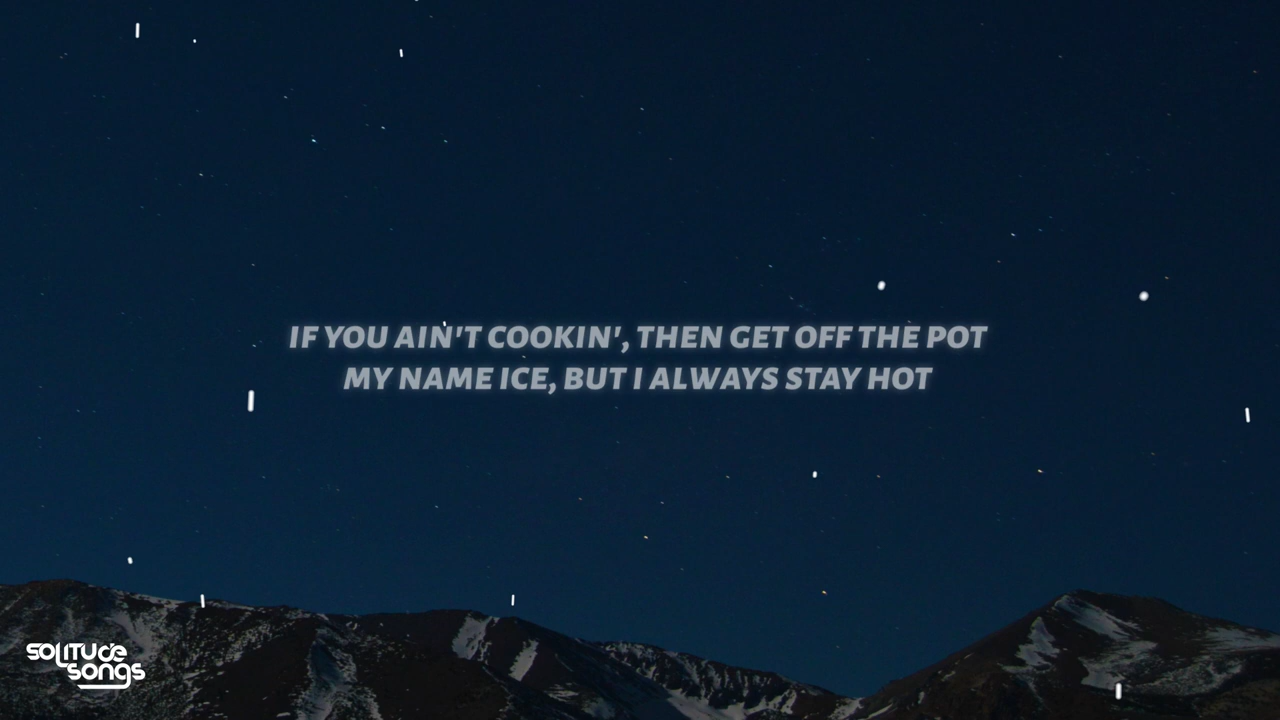 IF YOU AIN'T COOKIN', THEN GET OFF THE POT
MY NAME ICE, BUT I ALWAYS STAY HOT
solitude
songs